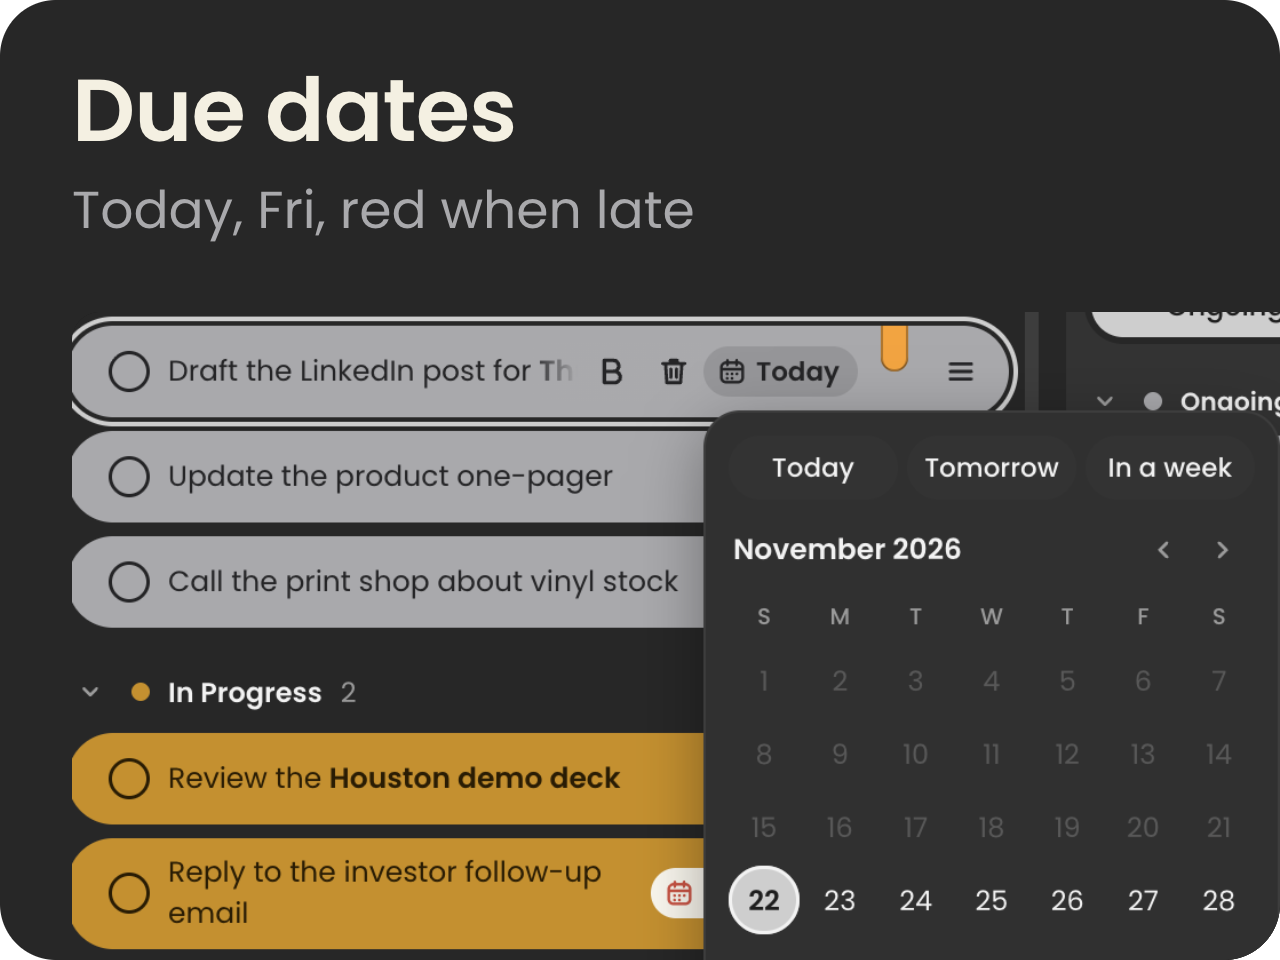 Due dates
Today, Fri, red when late
Draft the LinkedIn post for Th B Today
Ongoing
Ongoing
Update the product one-pager
Call the print shop about vinyl stock
In Progress 2
Review the Houston demo deck
Reply to the investor follow-up
email
Today Tomorrow In a week
November 2026
S M T W T F S
1 2 3 4 5 6 7
8 9 10 11 12 13 14
15 16 17 18 19 20 21
22 23 24 25 26 27 28